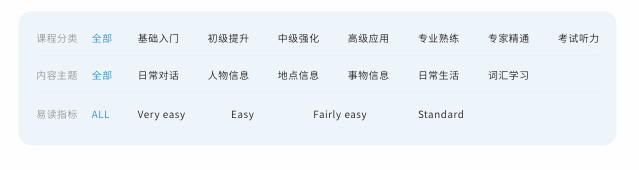 课程分类 全部 基础入门 初级提升 中级强化 高级应用 专业熟练 专家精通 考试听力
内容主题 全部 日常对话 人物信息 地点信息 事物信息 日常生活 词汇学习
易读指标 ALL Very easy Easy Fairly easy Standard